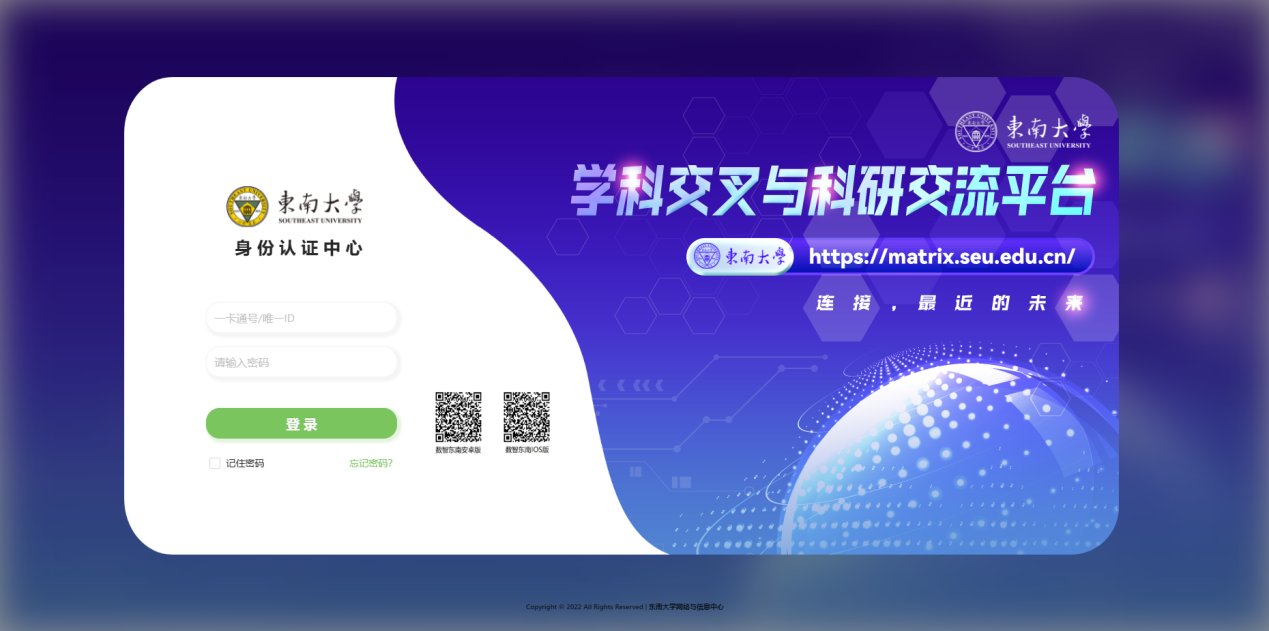 東南大學
SOUTHEAST UNIVERSITY
身份认证中心
一卡通号/唯一ID
请输入密码
登录
记住密码
忘记密码?
数智东南安卓版
数智东南IOS版
東南大學
SOUTHEAST UNIVERSITY
学科交叉与科研交流平台
東南大學
https://matrix.seu.edu.cn/
连接，最近的未来
Copyright © 2022 All Rights Reserved | 东南大学网络与信息中心